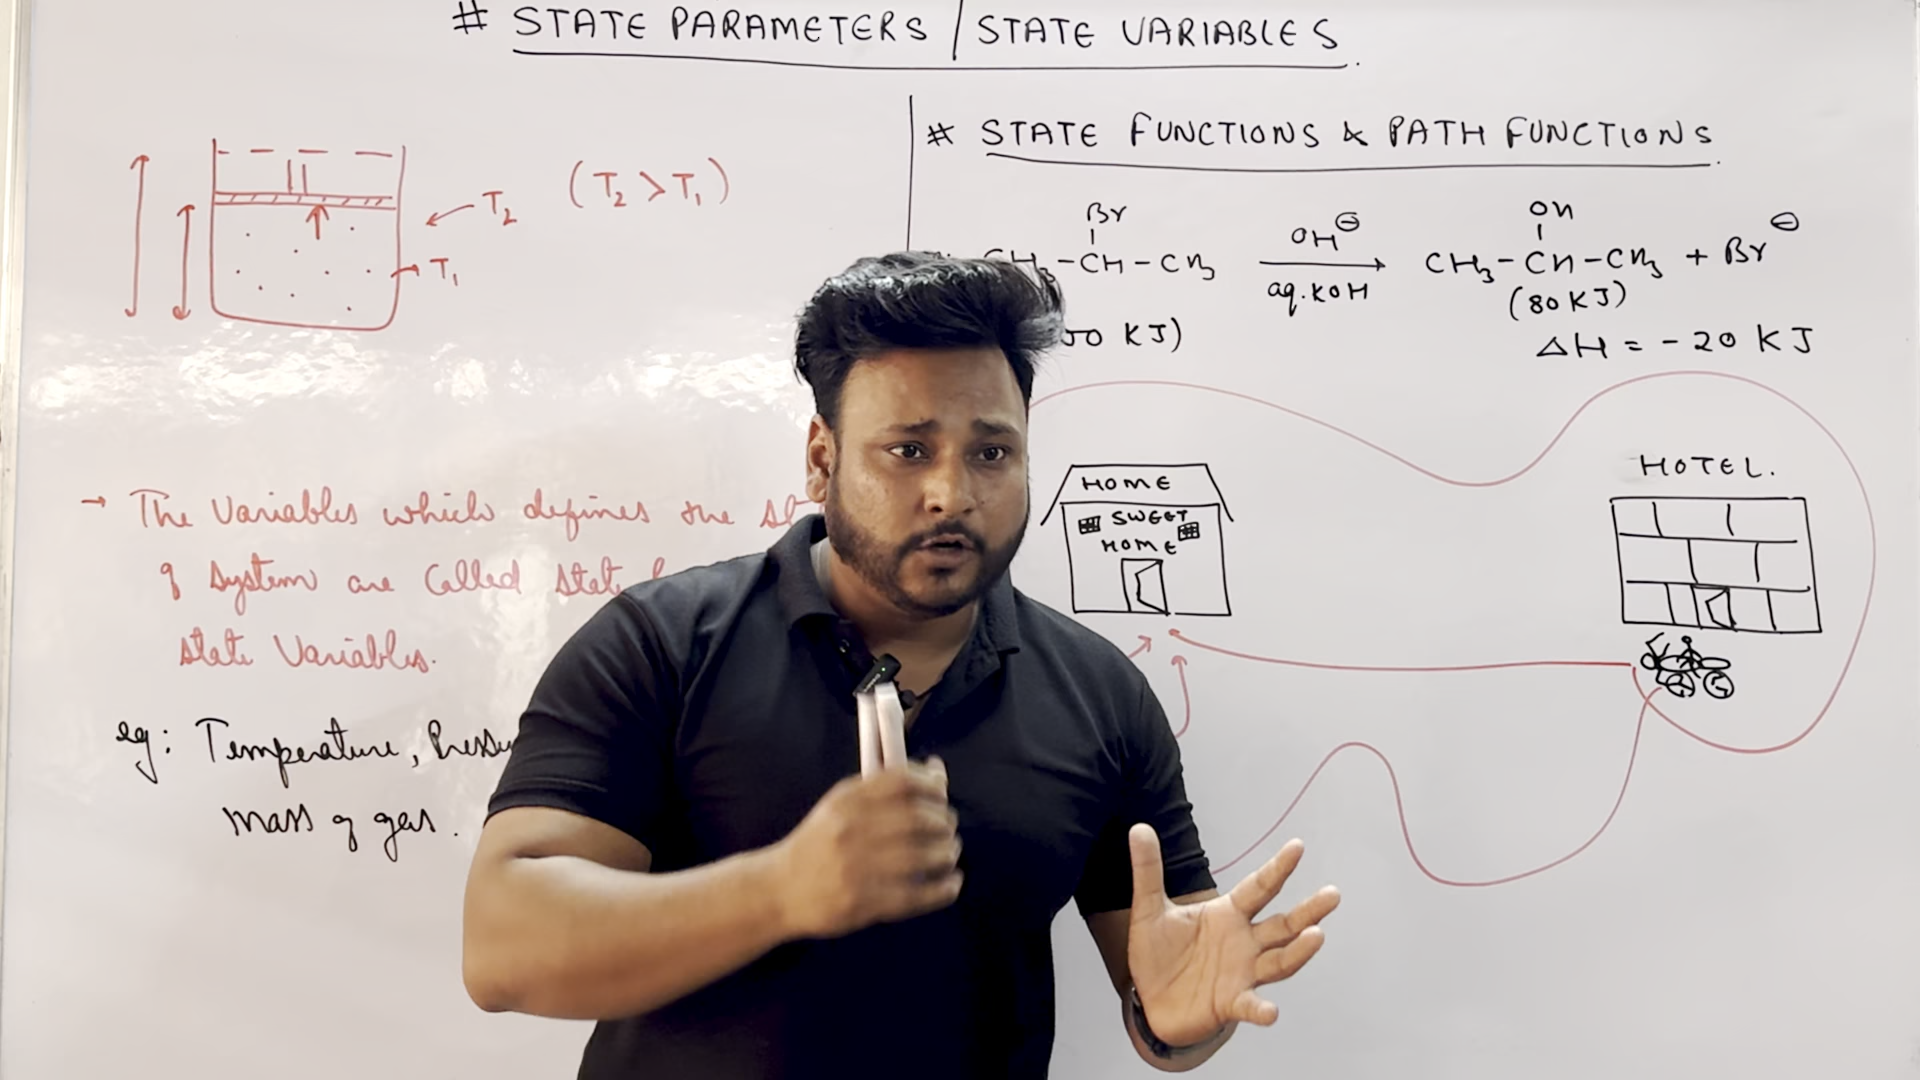 # STATE PARAMETERS / STATE VARIABLES
(T₂ > T₁)
T₂
T₁
→ The Variables which defines the
of system are called state
state Variables.
eg: Temperature,
mass of gas.
# STATE FUNCTIONS & PATH FUNCTIONS
Br
CH₃-CH-CH₃
OH⊖
aq. KOH
OH
CH₃-CH-CH₃ + Br⊖
KJ)
(80 KJ)
ΔH = -20 KJ
HOME
SWEET
HOME
HOTEL.